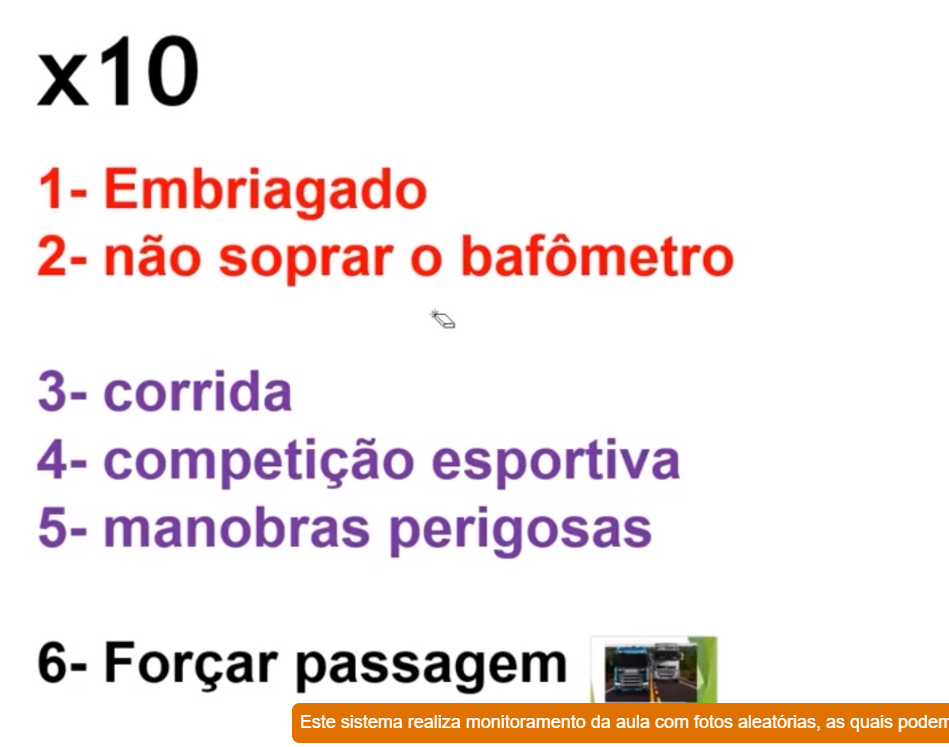 x10
1- Embriagado
2- não soprar o bafômetro
3- corrida
4- competição esportiva
5- manobras perigosas
6- Forçar passagem
Este sistema realiza monitoramento da aula com fotos aleatórias, as quais podem